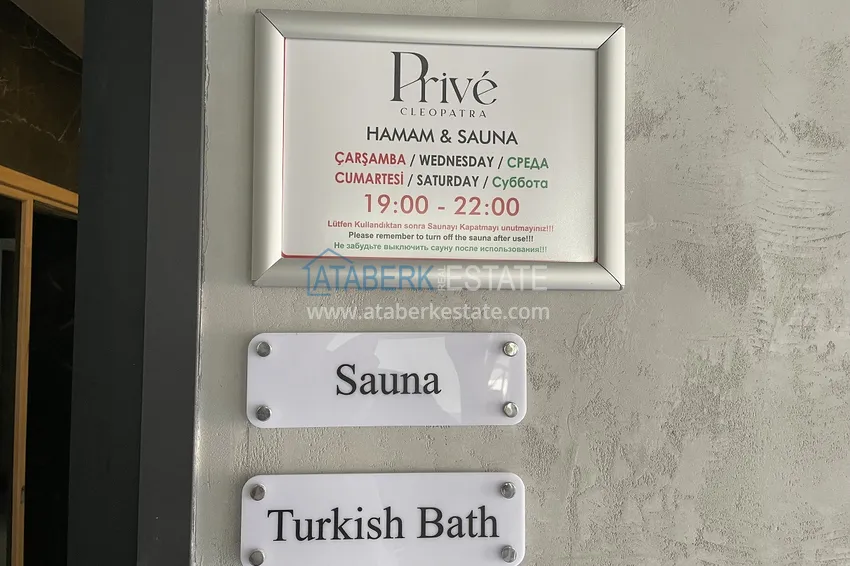 Privé
CLEOPATRA
HAMAM & SAUNA
ÇARŞAMBA / WEDNESDAY / СРЕДА
CUMARTESİ / SATURDAY / Суббота
19:00 - 22:00
Lütfen Kullandıktan sonra Saunayı Kapatmayı unutmayınız!!!
Please remember to turn off the sauna after use!!!
Не забудьте выключить сауну после использования!!!
ATABERK REAL ESTATE
www.ataberkestate.com
Sauna
Turkish Bath